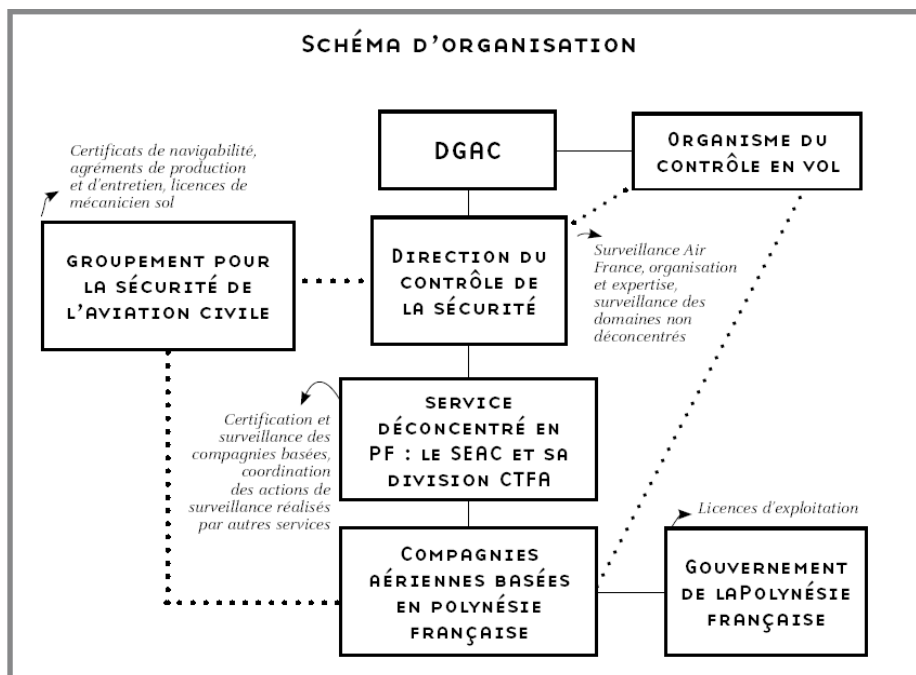 SCHÉMA D'ORGANISATION
DGAC
ORGANISME DU
CONTRÔLE EN VOL
Certificats de navigabilité,
agréments de production
et d'entretien, licences de
mécanicien sol
GROUPEMENT POUR
LA SÉCURITÉ DE
L'AVIATION CIVILE
DIRECTION DU
CONTRÔLE DE
LA SÉCURITÉ
Surveillance Air
France, organisation
et expertise,
surveillance des
domaines non
déconcentrés
Certification et
surveillance des
compagnies basées,
coordination
des actions de
surveillance réalisés
par autres services
SERVICE
DÉCONCENTRÉ EN
PF : LE SEAC ET SA
DIVISION CTFA
COMPAGNIES
AÉRIENNES BASÉES
EN POLYNÉSIE
FRANÇAISE
Licences d'exploitation
GOUVERNEMENT
DE LAPOLYNÉSIE
FRANÇAISE